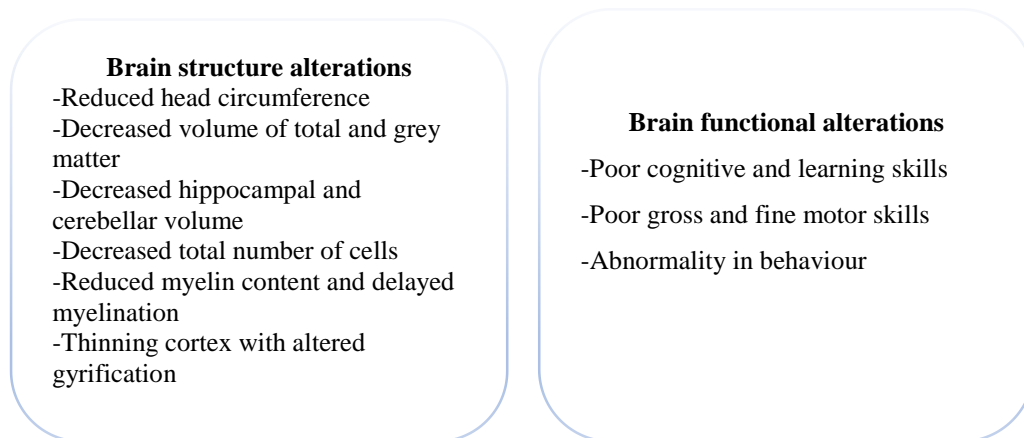 Brain structure alterations
-Reduced head circumference
-Decreased volume of total and grey
matter
-Decreased hippocampal and
cerebellar volume
-Decreased total number of cells
-Reduced myelin content and delayed
myelination
-Thinning cortex with altered
gyrification
Brain functional alterations
-Poor cognitive and learning skills
-Poor gross and fine motor skills
-Abnormality in behaviour